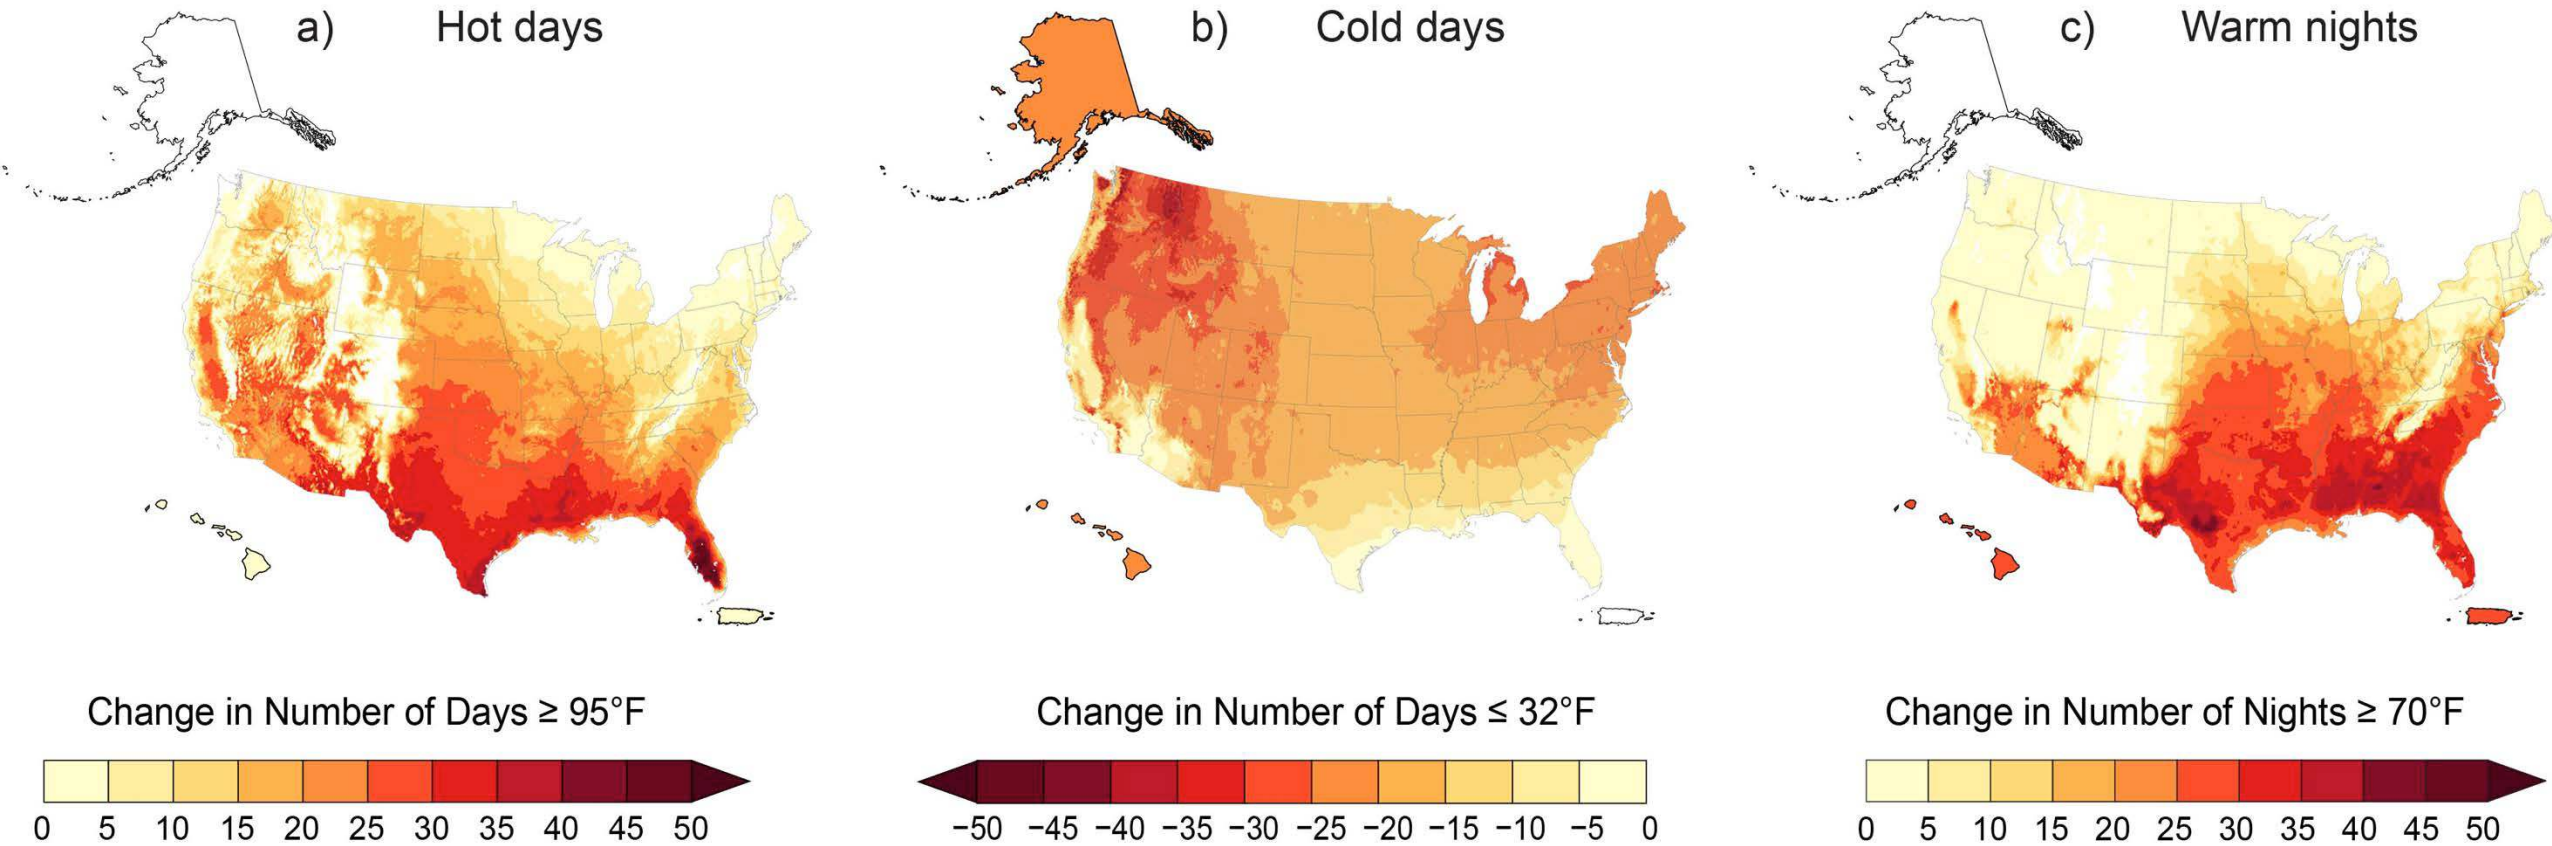 a) Hot days
b) Cold days
c) Warm nights
Change in Number of Days ≥ 95°F
0 5 10 15 20 25 30 35 40 45 50
Change in Number of Days ≤ 32°F
−50 −45 −40 −35 −30 −25 −20 −15 −10 −5 0
Change in Number of Nights ≥ 70°F
0 5 10 15 20 25 30 35 40 45 50